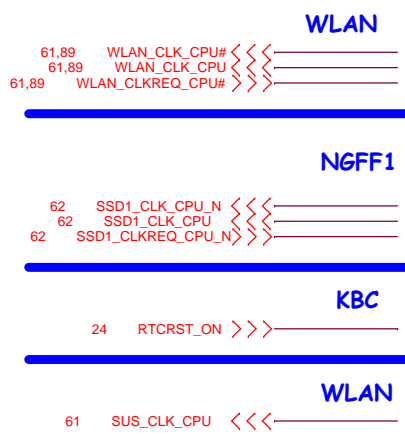 WLAN
61,89 WLAN_CLK_CPU#
61,89 WLAN_CLK_CPU
61,89 WLAN_CLKREQ_CPU#
NGFF1
62 SSD1_CLK_CPU_N
62 SSD1_CLK_CPU
62 SSD1_CLKREQ_CPU_N
KBC
24 RTCRST_ON
WLAN
61 SUS_CLK_CPU